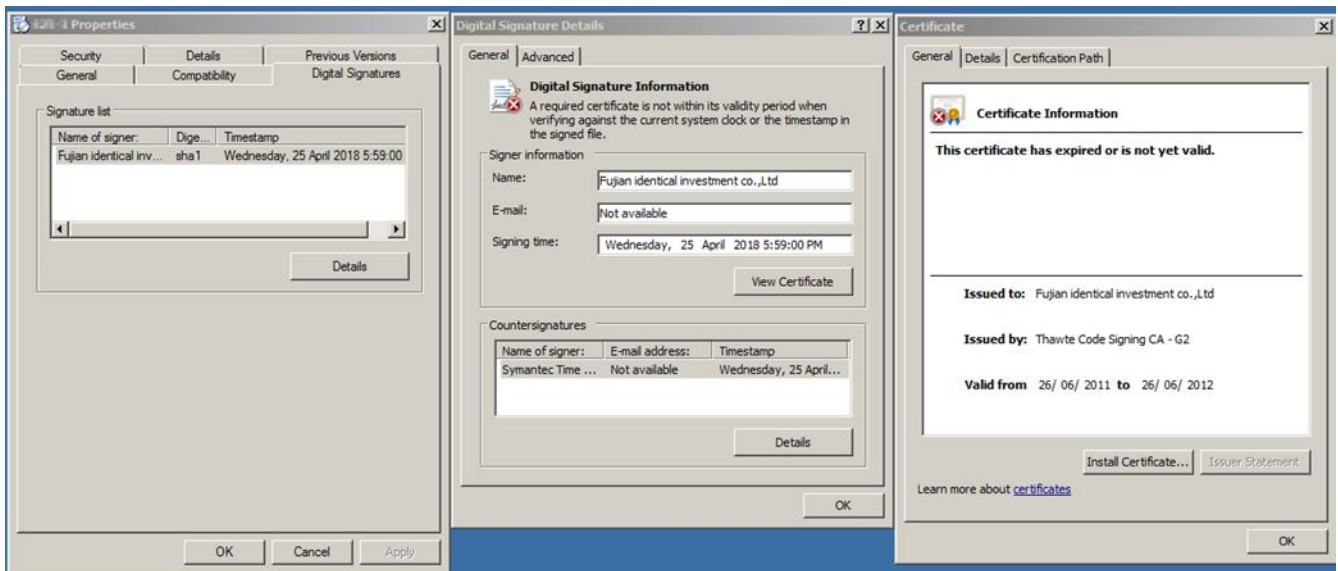 Properties
Security Details Previous Versions
General Compatibility Digital Signatures
Signature list
Name of signer: Dige... Timestamp
Fujian identical inv... sha1 Wednesday, 25 April 2018 5:59:00
Details
OK Cancel Apply
Digital Signature Details
General Advanced
Digital Signature Information
A required certificate is not within its validity period when
verifying against the current system clock or the timestamp in
the signed file.
Signer information
Name: Fujian identical investment co.,Ltd
E-mail: Not available
Signing time: Wednesday, 25 April 2018 5:59:00 PM
View Certificate
Countersignatures
Name of signer: E-mail address: Timestamp
Symantec Time ... Not available Wednesday, 25 April...
Details
OK
Certificate
General Details Certification Path
Certificate Information
This certificate has expired or is not yet valid.
Issued to: Fujian identical investment co.,Ltd
Issued by: Thawte Code Signing CA - G2
Valid from 26/ 06/ 2011 to 26/ 06/ 2012
Install Certificate... Issuer Statement
Learn more about certificates
OK